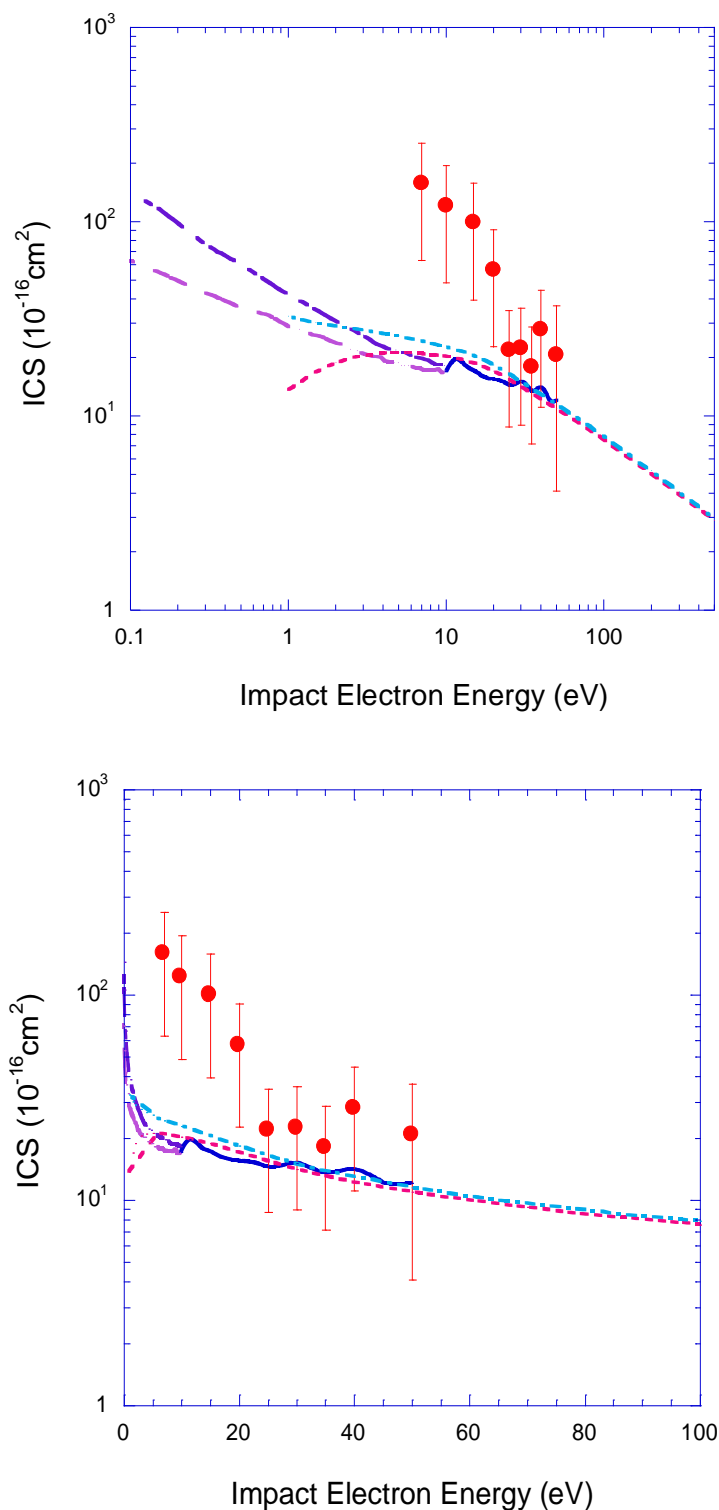 10³
10²
10¹
1
ICS (10⁻¹⁶cm²)
0.1 1 10 100
Impact Electron Energy (eV)
10³
10²
10¹
1
ICS (10⁻¹⁶cm²)
0 20 40 60 80 100
Impact Electron Energy (eV)